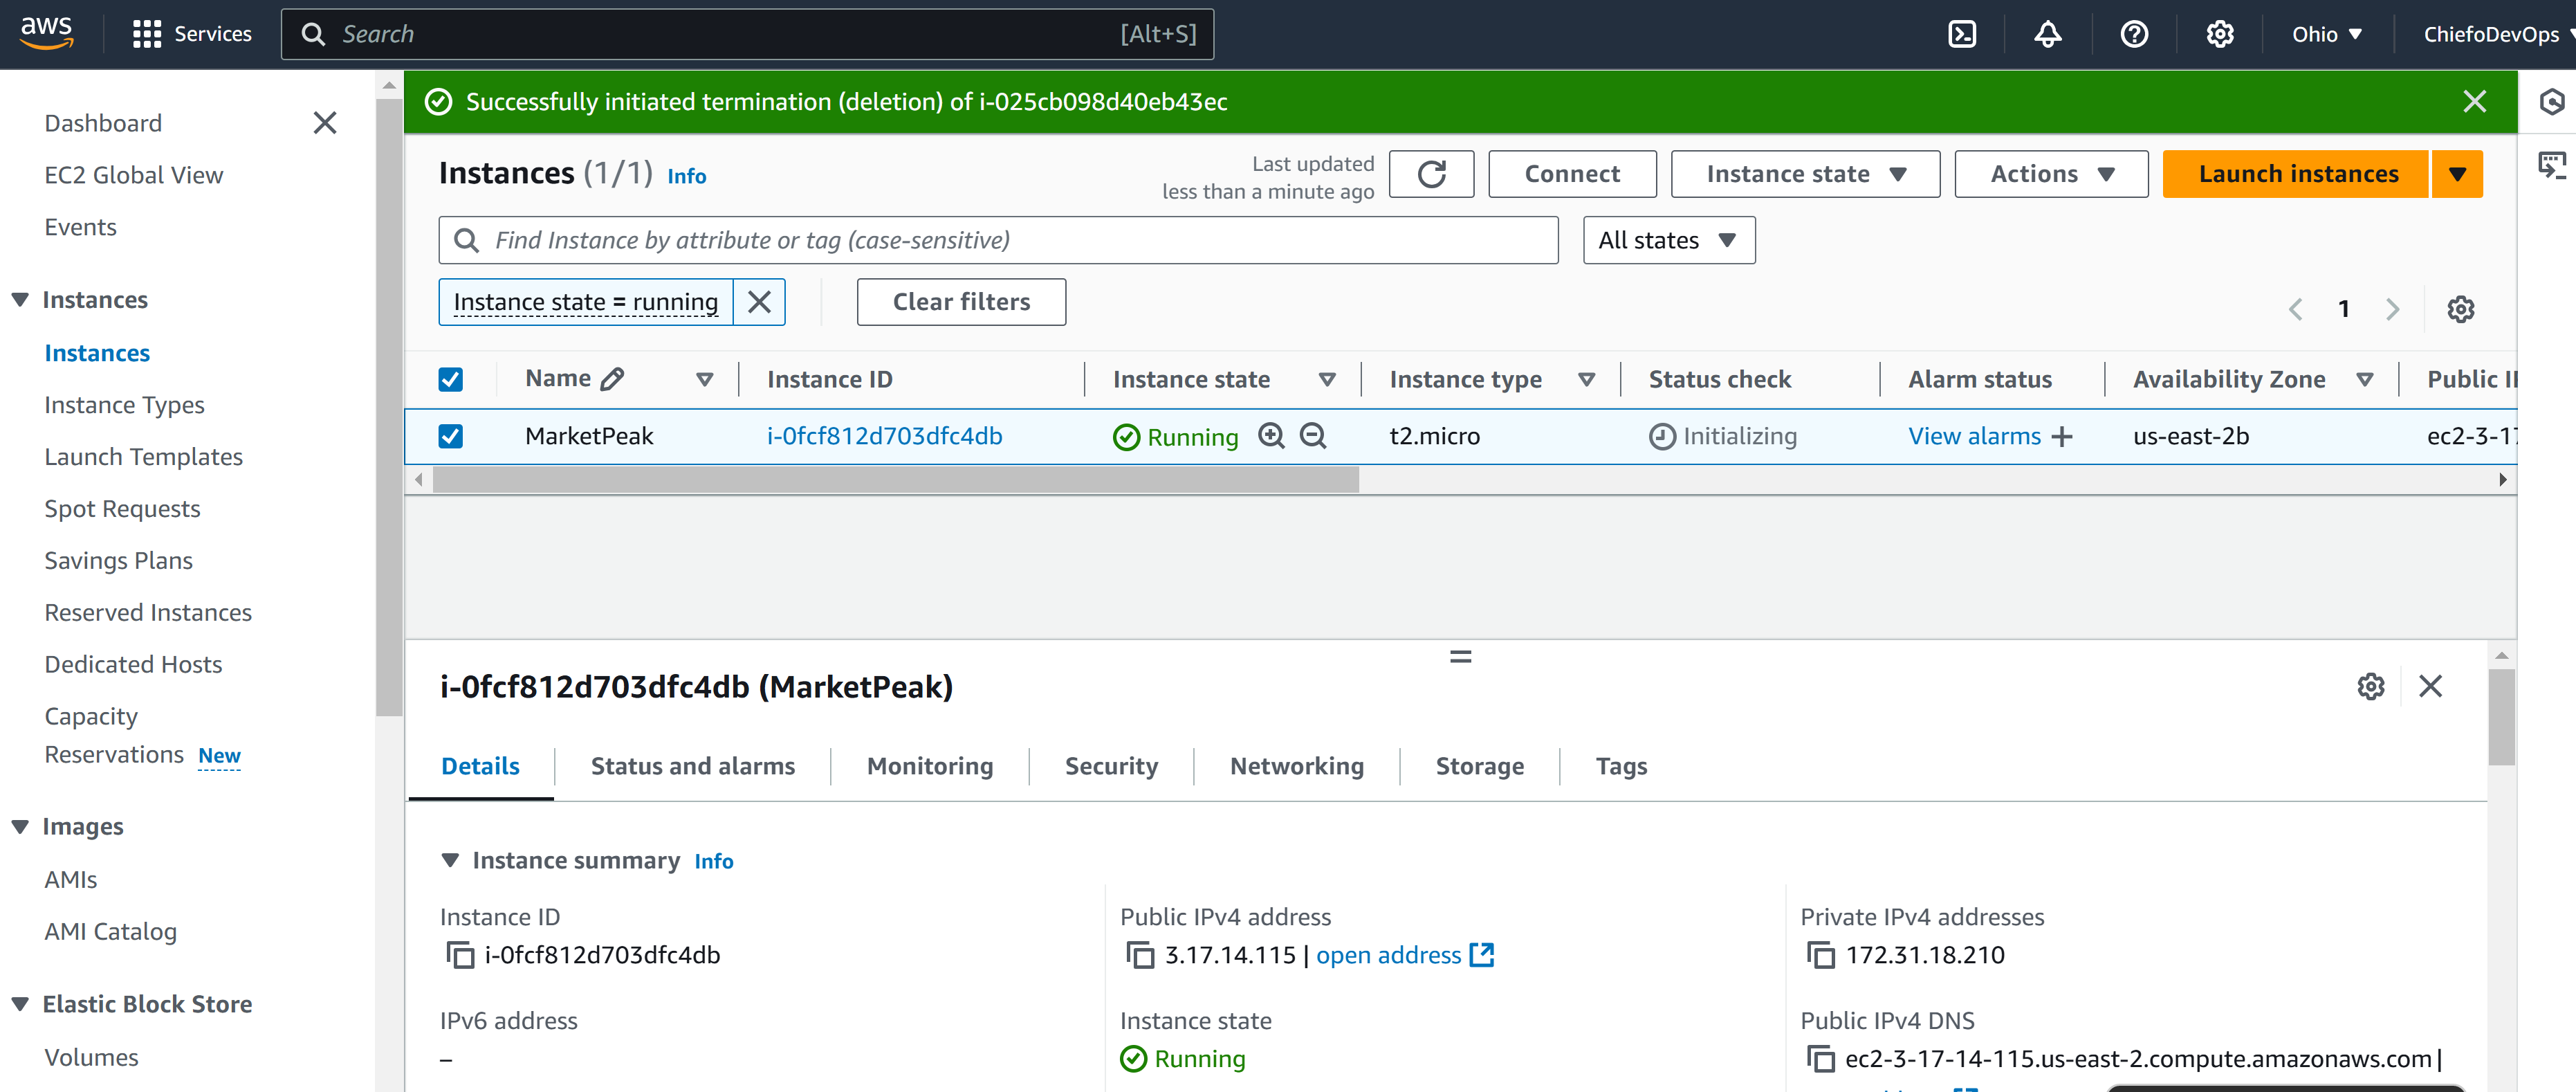 aws
Services
Search
[Alt+S]
Ohio
ChiefoDevOps
Dashboard
EC2 Global View
Events
Instances
Instances
Instance Types
Launch Templates
Spot Requests
Savings Plans
Reserved Instances
Dedicated Hosts
Capacity
Reservations New
Images
AMIs
AMI Catalog
Elastic Block Store
Volumes
Successfully initiated termination (deletion) of i-025cb098d40eb43ec
Instances (1/1) Info
Last updated
less than a minute ago
Connect
Instance state
Actions
Launch instances
Find Instance by attribute or tag (case-sensitive)
All states
Instance state = running
Clear filters
1
Name Instance ID Instance state Instance type Status check Alarm status Availability Zone Public
MarketPeak i-0fcf812d703dfc4db Running t2.micro Initializing View alarms + us-east-2b ec2-3-17
i-0fcf812d703dfc4db (MarketPeak)
Details Status and alarms Monitoring Security Networking Storage Tags
Instance summary Info
Instance ID
i-0fcf812d703dfc4db
Public IPv4 address
3.17.14.115 | open address
Private IPv4 addresses
172.31.18.210
IPv6 address
–
Instance state
Running
Public IPv4 DNS
ec2-3-17-14-115.us-east-2.compute.amazonaws.com |